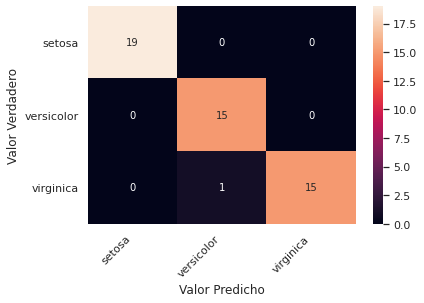 setosa 19 0 0
versicolor 0 15 0
virginica 0 1 15
setosa versicolor virginica
Valor Predicho
Valor Verdadero
17.5
15.0
12.5
10.0
7.5
5.0
2.5
0.0